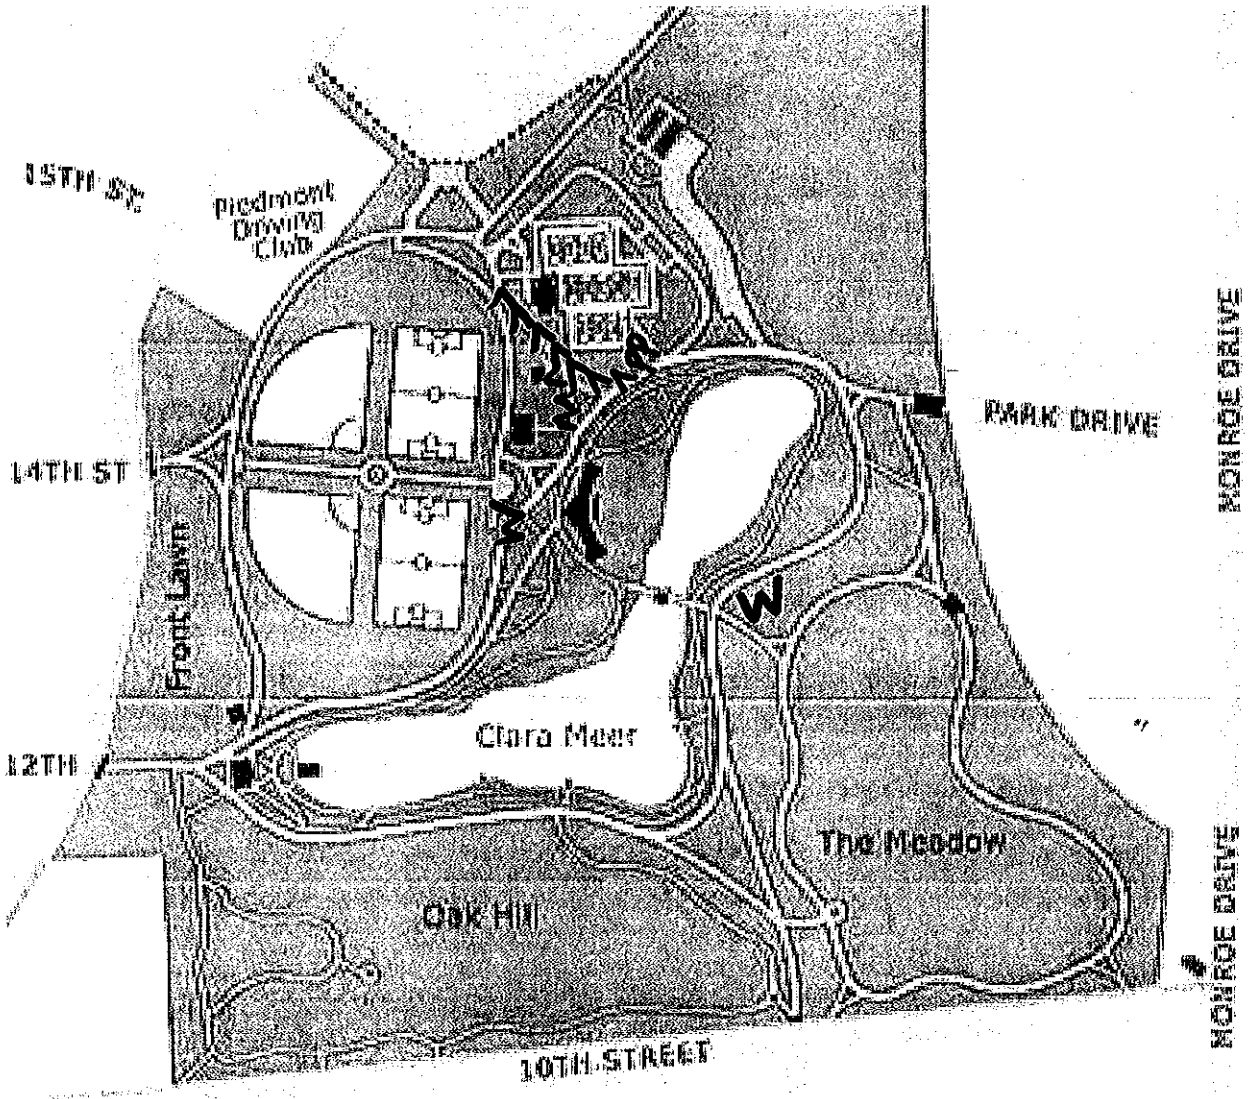 15TH St.
Piedmont
Driving
Club
MONROE DRIVE
PARK DRIVE
14TH ST
W
W
W
Front Lawn
Clara Meer
12TH
The Meadow
Oak Hill
MONROE DRIVE
10TH STREET